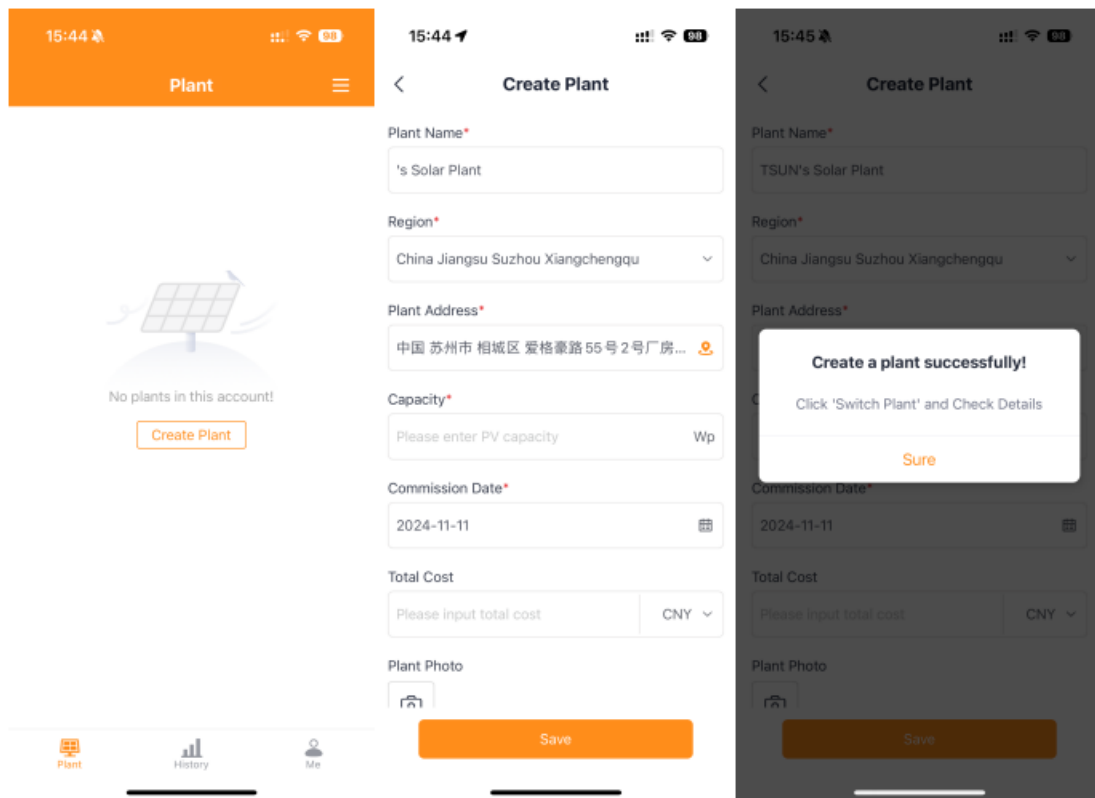 15:44
98
Plant
No plants in this account!
Create Plant
Plant
History
Me
15:44
98
Create Plant
Plant Name*
's Solar Plant
Region*
China Jiangsu Suzhou Xiangchengqu
Plant Address*
中国 苏州市 相城区 爱格豪路55号2号厂房...
Capacity*
Please enter PV capacity
Wp
Commission Date*
2024-11-11
Total Cost
Please input total cost
CNY
Plant Photo
Save
15:45
98
Create Plant
Plant Name*
TSUN's Solar Plant
Region*
China Jiangsu Suzhou Xiangchengqu
Plant Address*
Create a plant successfully!
Click 'Switch Plant' and Check Details
Sure
Commission Date*
2024-11-11
Total Cost
Please input total cost
CNY
Plant Photo
Save